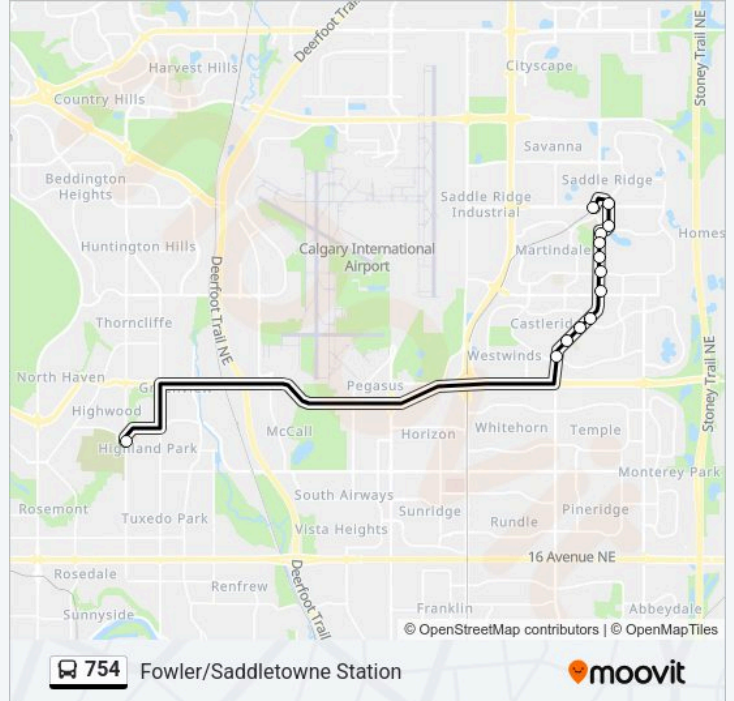 Deerfoot Trai
Stoney Trail NE
Harvest Hills
Cityscape
Country Hills
Savanna
Beddington
Heights
Saddle Ridge
Saddle Ridge
Industrial
Homes
Huntington Hills
Calgary International
Airport
Martindale
Deerfoot Trail NE
Thorncliffe
Castleridge
Westwinds
Stoney Trail NE
North Haven
Greenview
Pegasus
Highwood
McCall
Horizon
Whitehorn
Temple
Highland Park
Monterey Park
South Airways
Rosemont
Tuxedo Park
Sunridge
Rundle
Pineridge
Vista Heights
16 Avenue NE
Rosedale
Renfrew
Deerfoot Trail
Sunnyside
Franklin
Abbeydale
© OpenStreetMap contributors | © OpenMapTiles
754 Fowler/Saddletowne Station
moovit